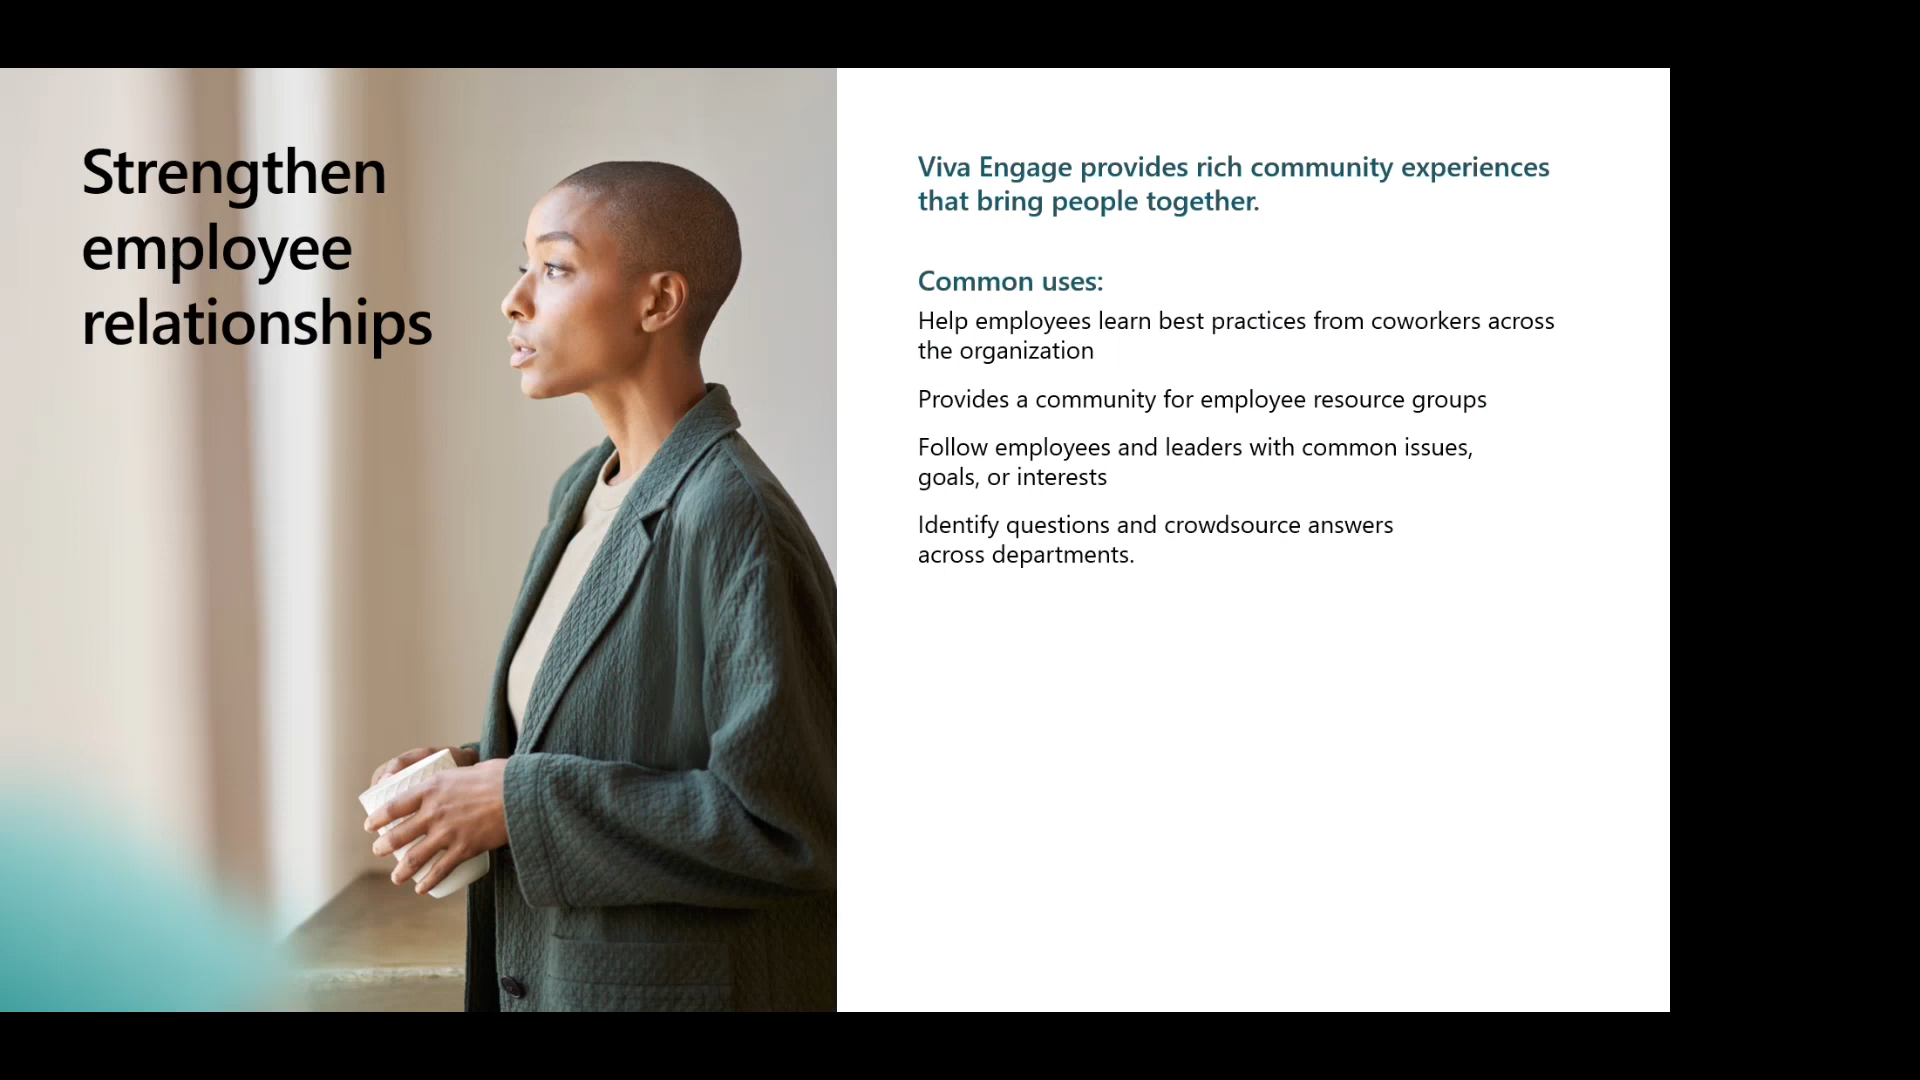 Strengthen
employee
relationships
Viva Engage provides rich community experiences
that bring people together.
Common uses:
Help employees learn best practices from coworkers across
the organization
Provides a community for employee resource groups
Follow employees and leaders with common issues,
goals, or interests
Identify questions and crowdsource answers
across departments.